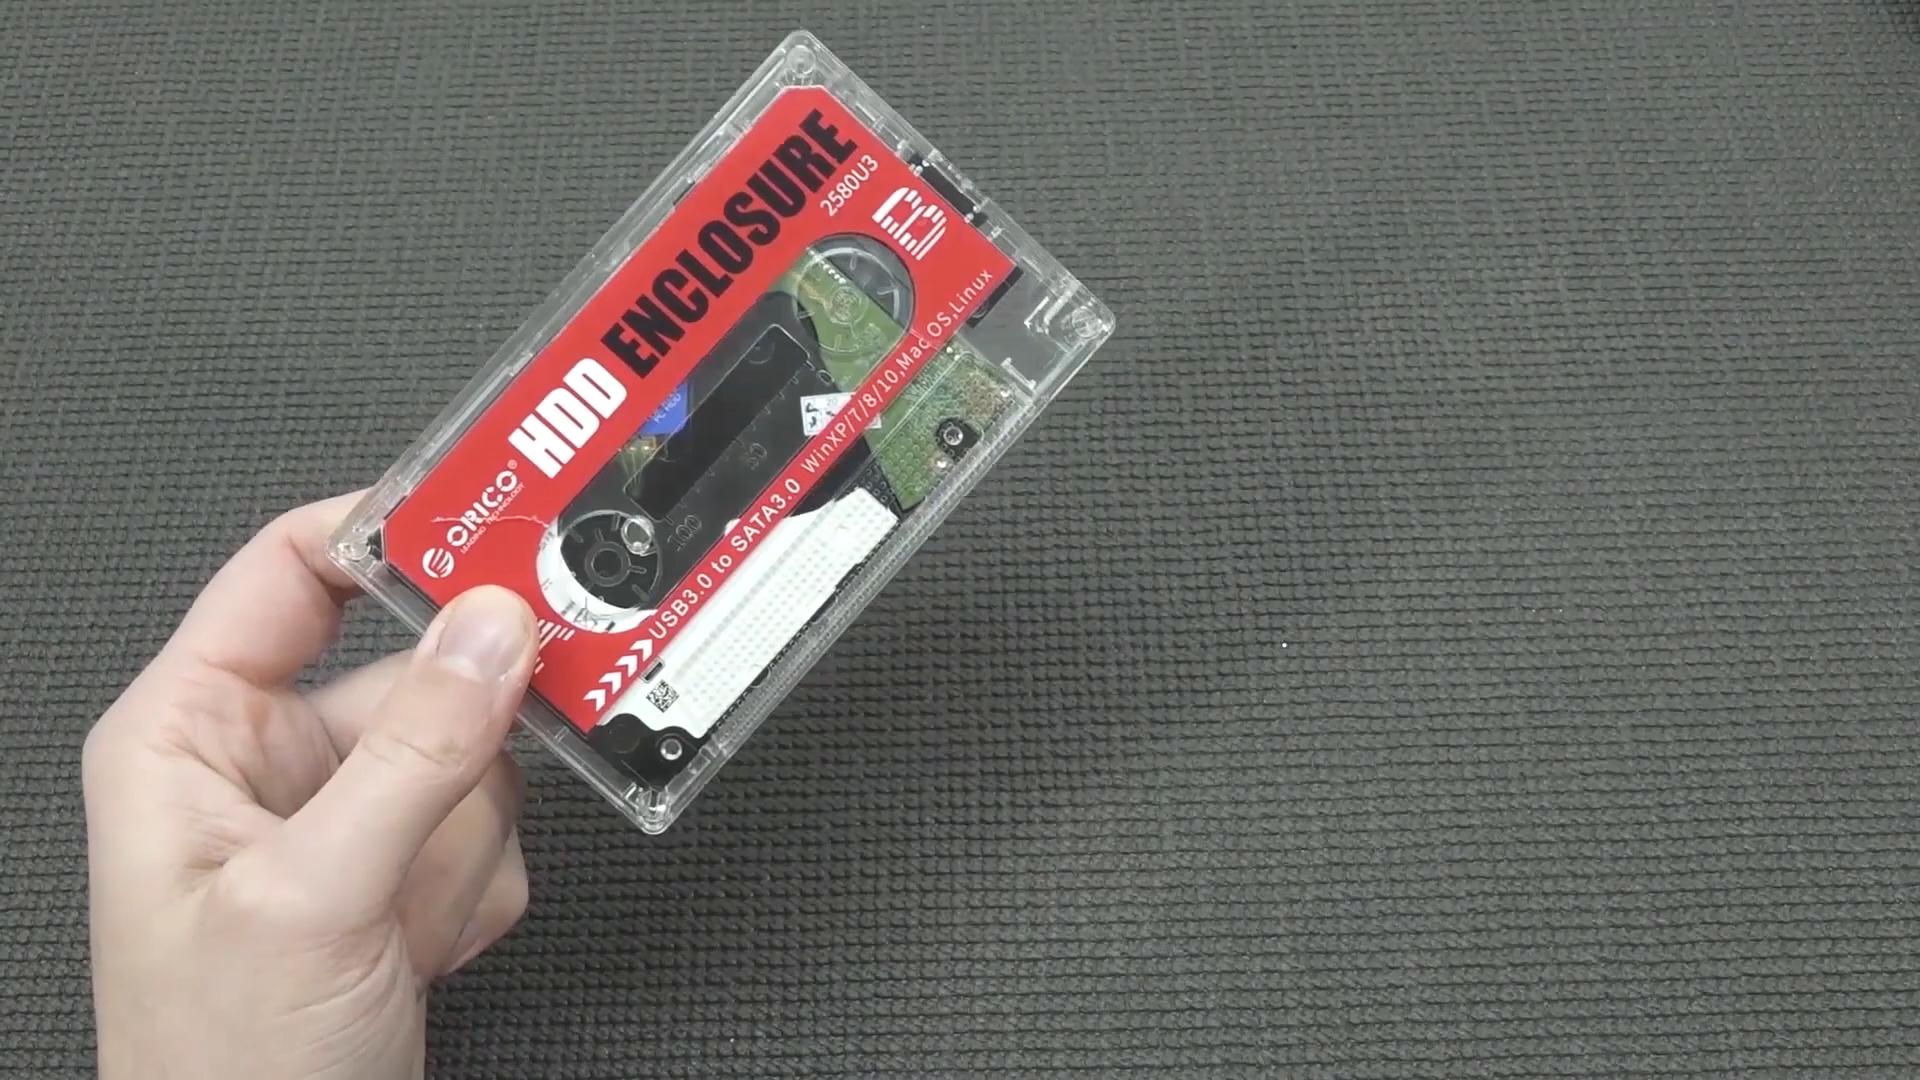 HDD ENCLOSURE
ORICO®
LEADING TECHNOLOGY
2580U3
B
50
100
USB3.0 to SATA3.0 WinXP/7/8/10,Mac OS,Linux